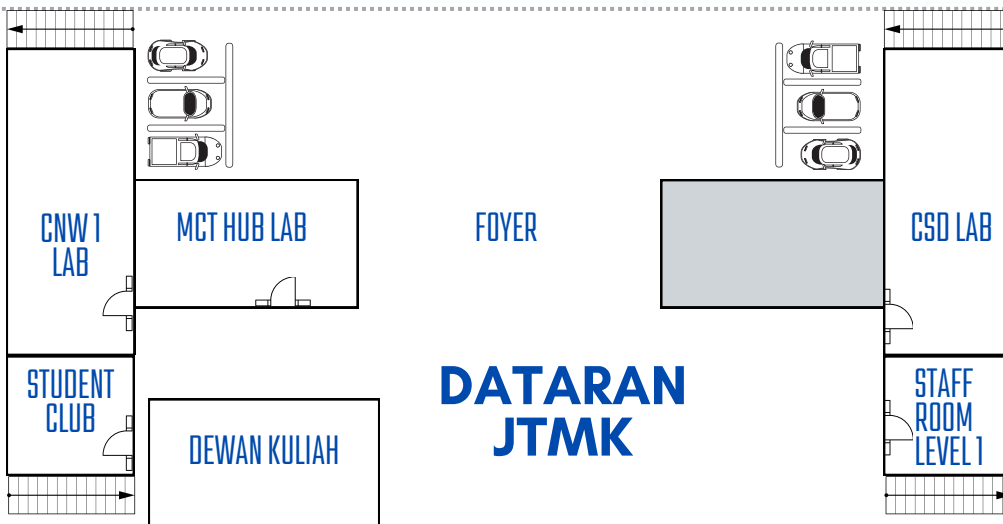 CNW 1
LAB
MCT HUB LAB
FOYER
CSD LAB
STUDENT
CLUB
DEWAN KULIAH
DATARAN
JTMK
STAFF
ROOM
LEVEL 1